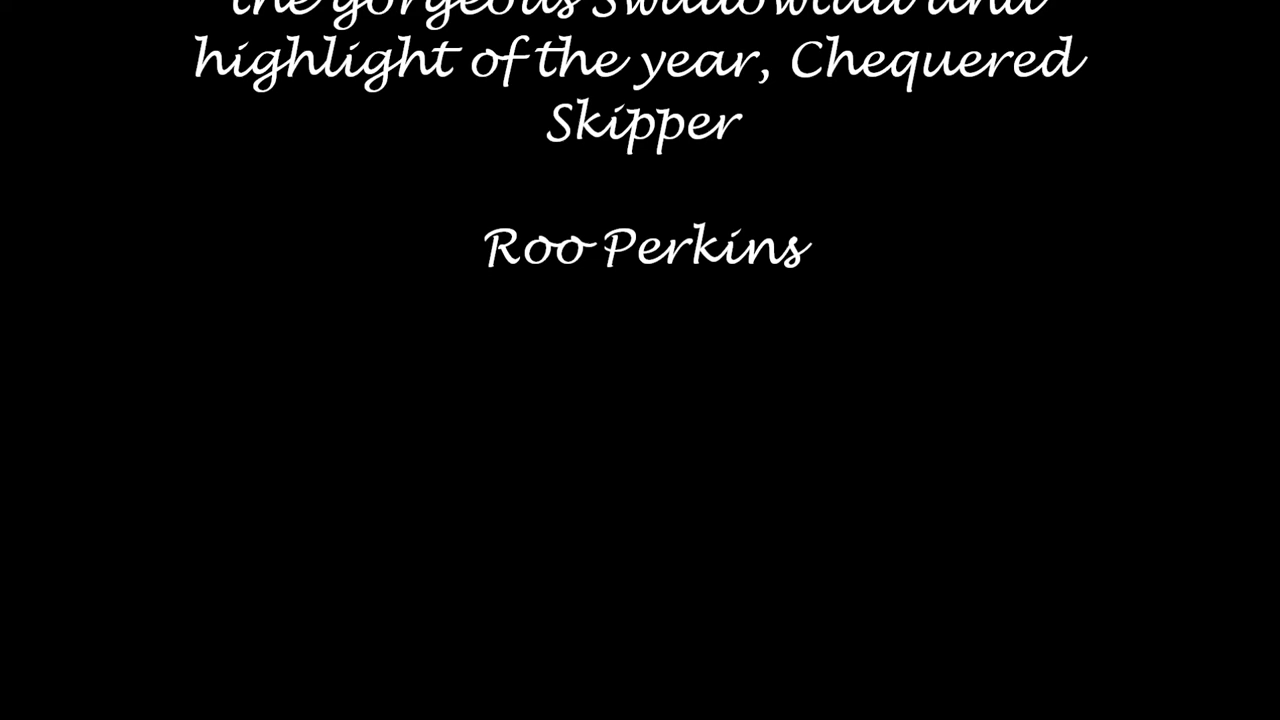 the gorgeous Swallowtail and
highlight of the year, Chequered
Skipper
Roo Perkins